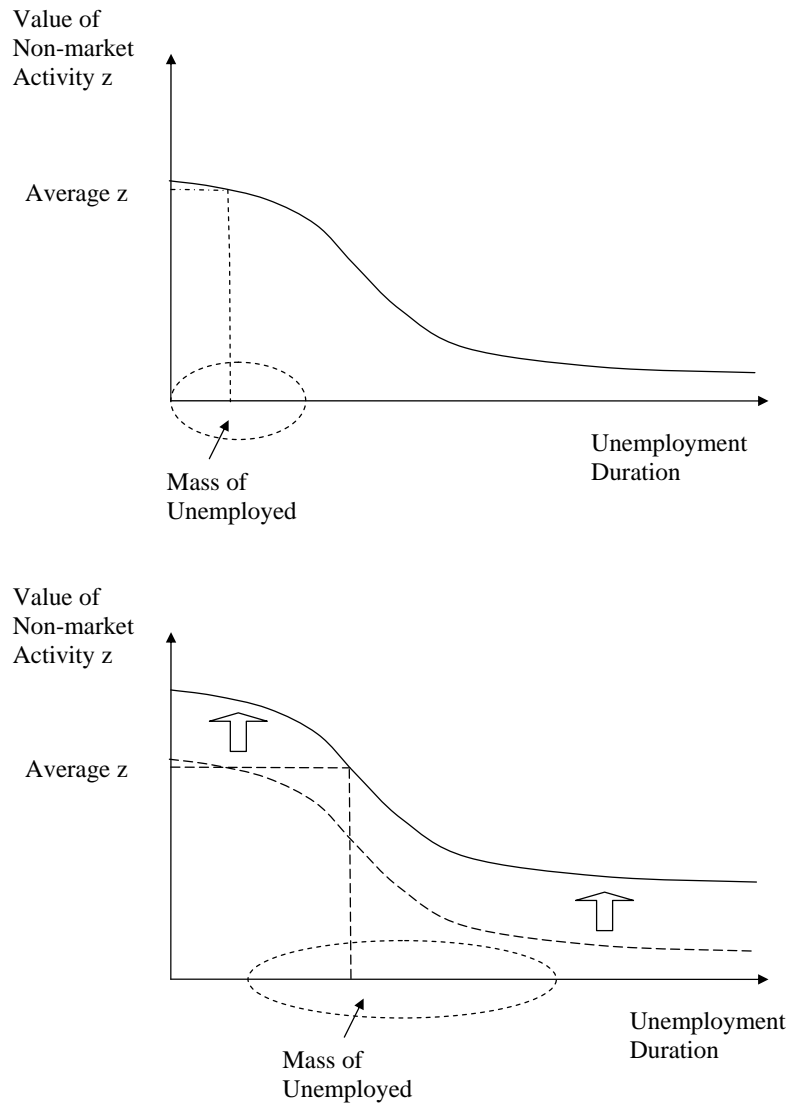 Value of
Non-market
Activity z
Average z
Unemployment
Duration
Mass of
Unemployed
Value of
Non-market
Activity z
Average z
Unemployment
Duration
Mass of
Unemployed